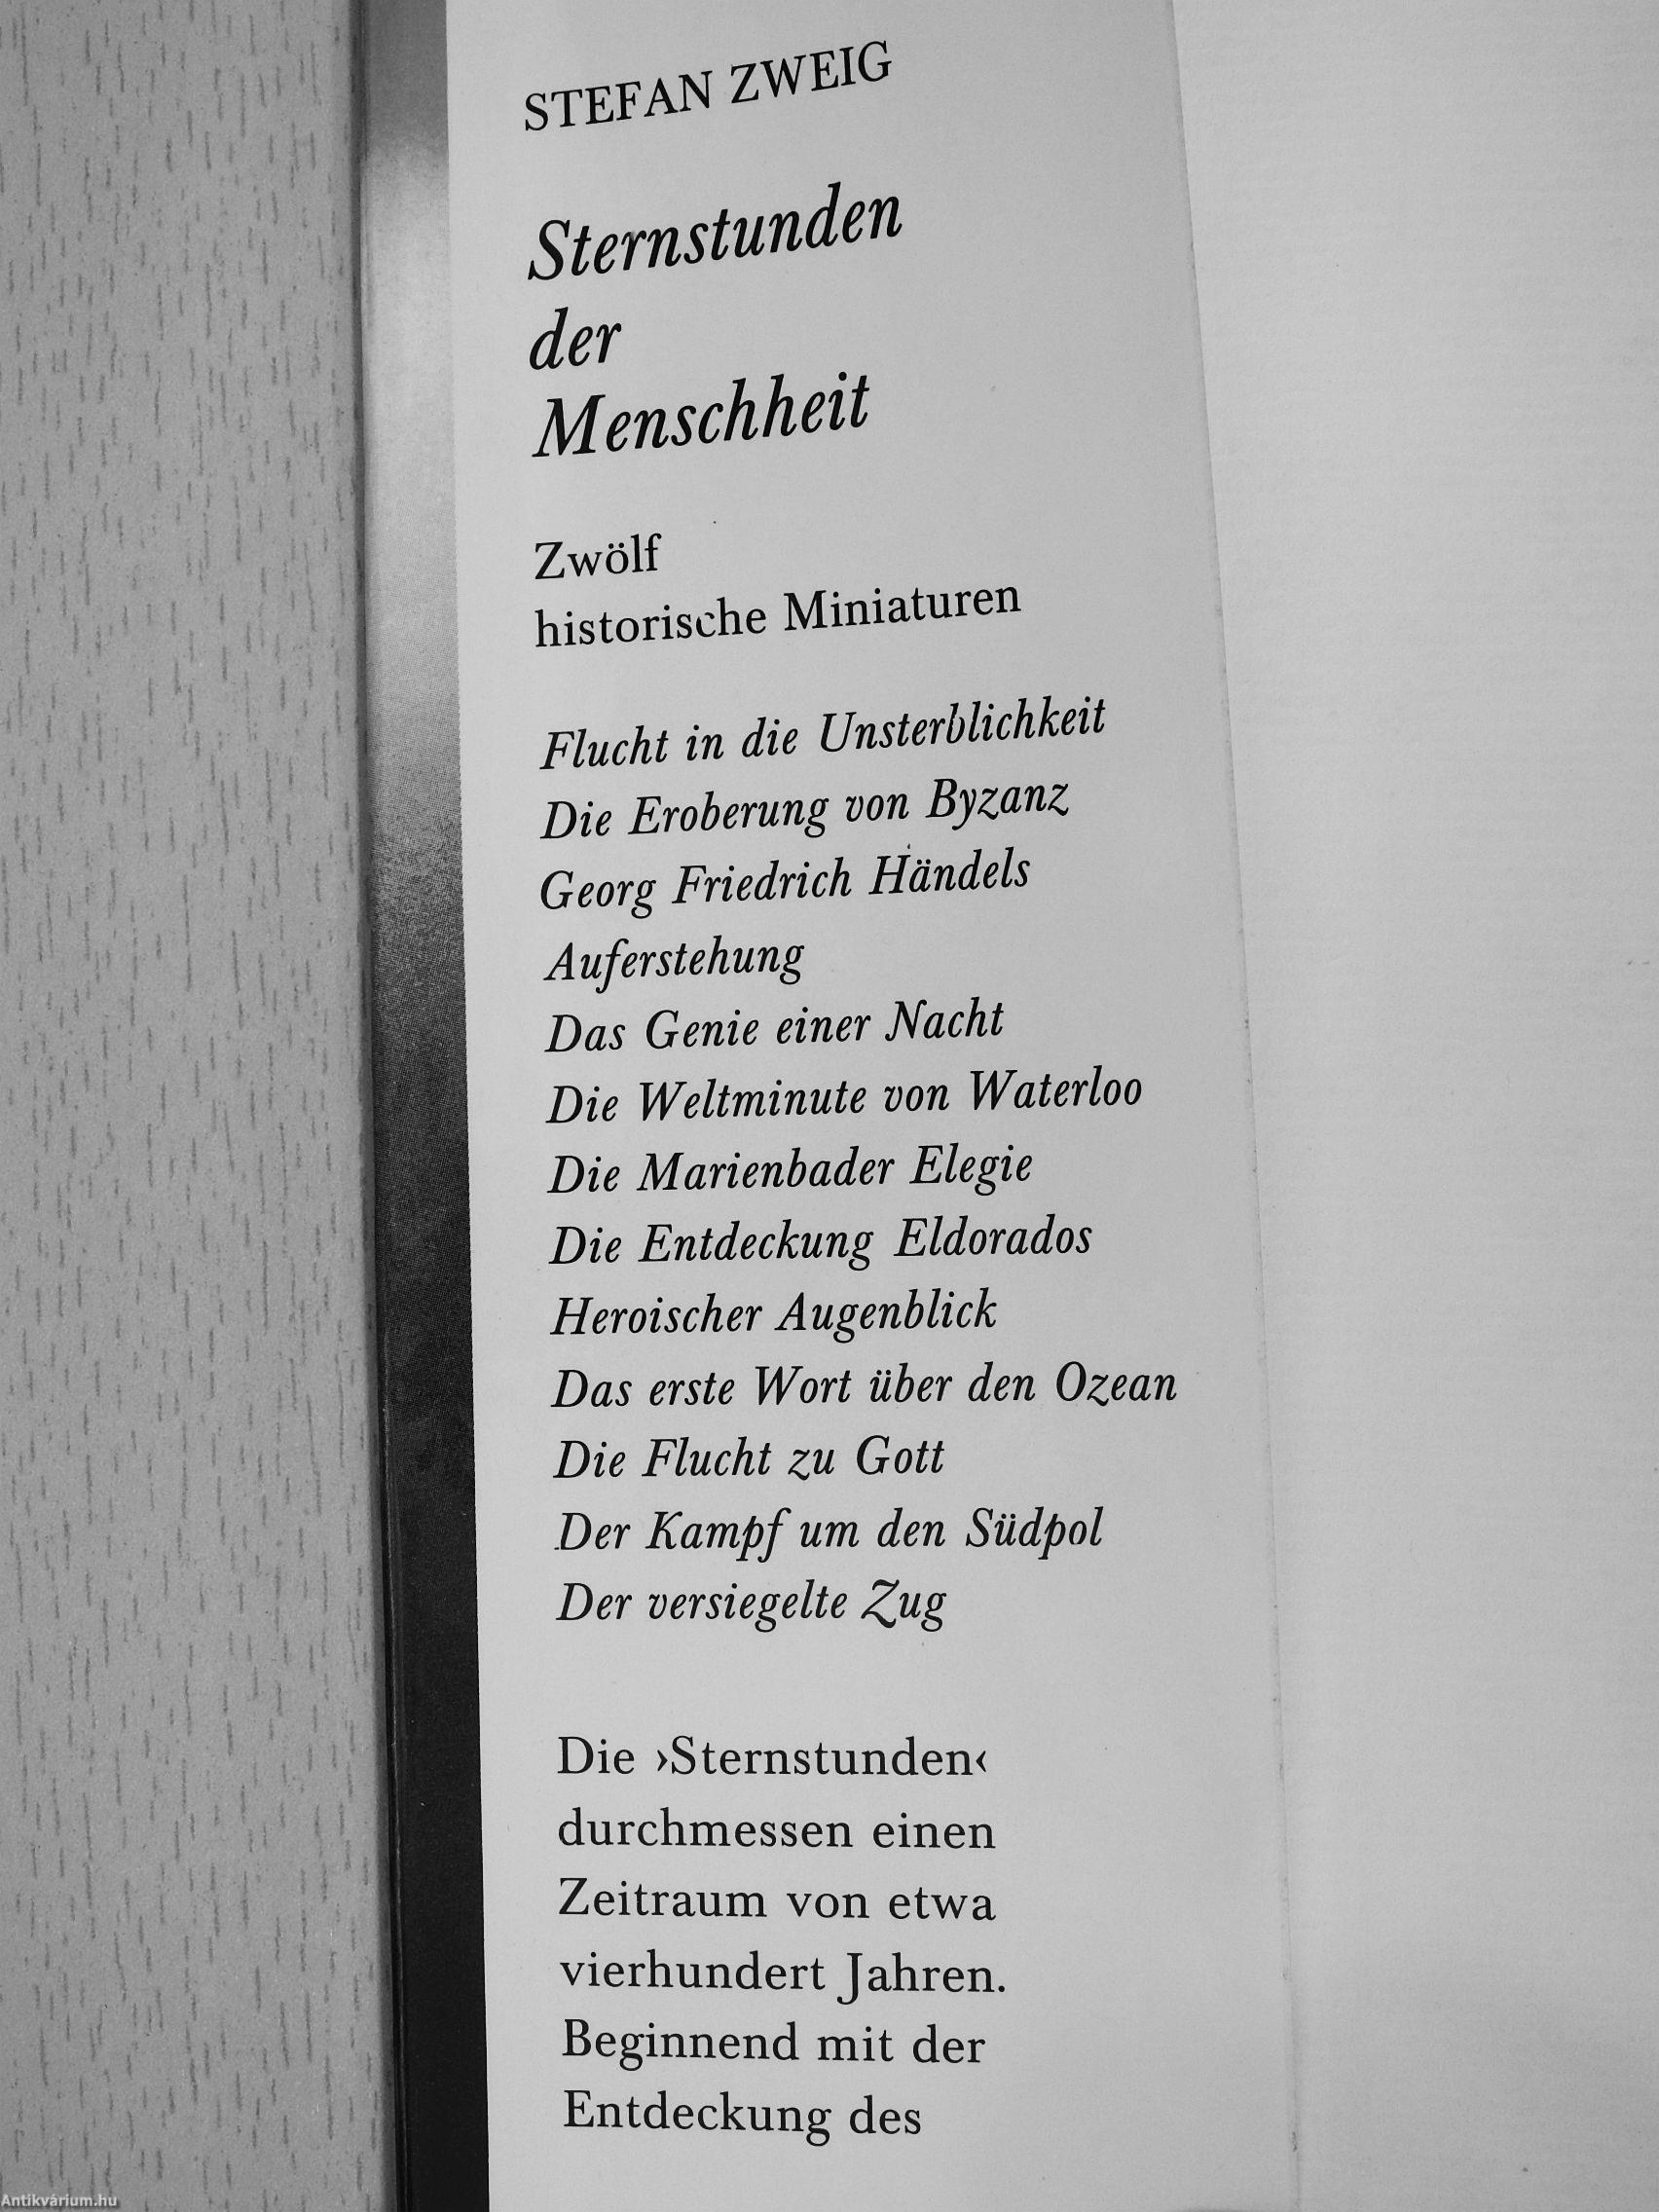 STEFAN ZWEIG
Sternstunden
der
Menschheit
Zwölf
historische Miniaturen
Flucht in die Unsterblichkeit
Die Eroberung von Byzanz
Georg Friedrich Händels
Auferstehung
Das Genie einer Nacht
Die Weltminute von Waterloo
Die Marienbader Elegie
Die Entdeckung Eldorados
Heroischer Augenblick
Das erste Wort über den Ozean
Die Flucht zu Gott
Der Kampf um den Südpol
Der versiegelte Zug
Die ›Sternstunden‹
durchmessen einen
Zeitraum von etwa
vierhundert Jahren.
Beginnend mit der
Entdeckung des
Antikvárium.hu